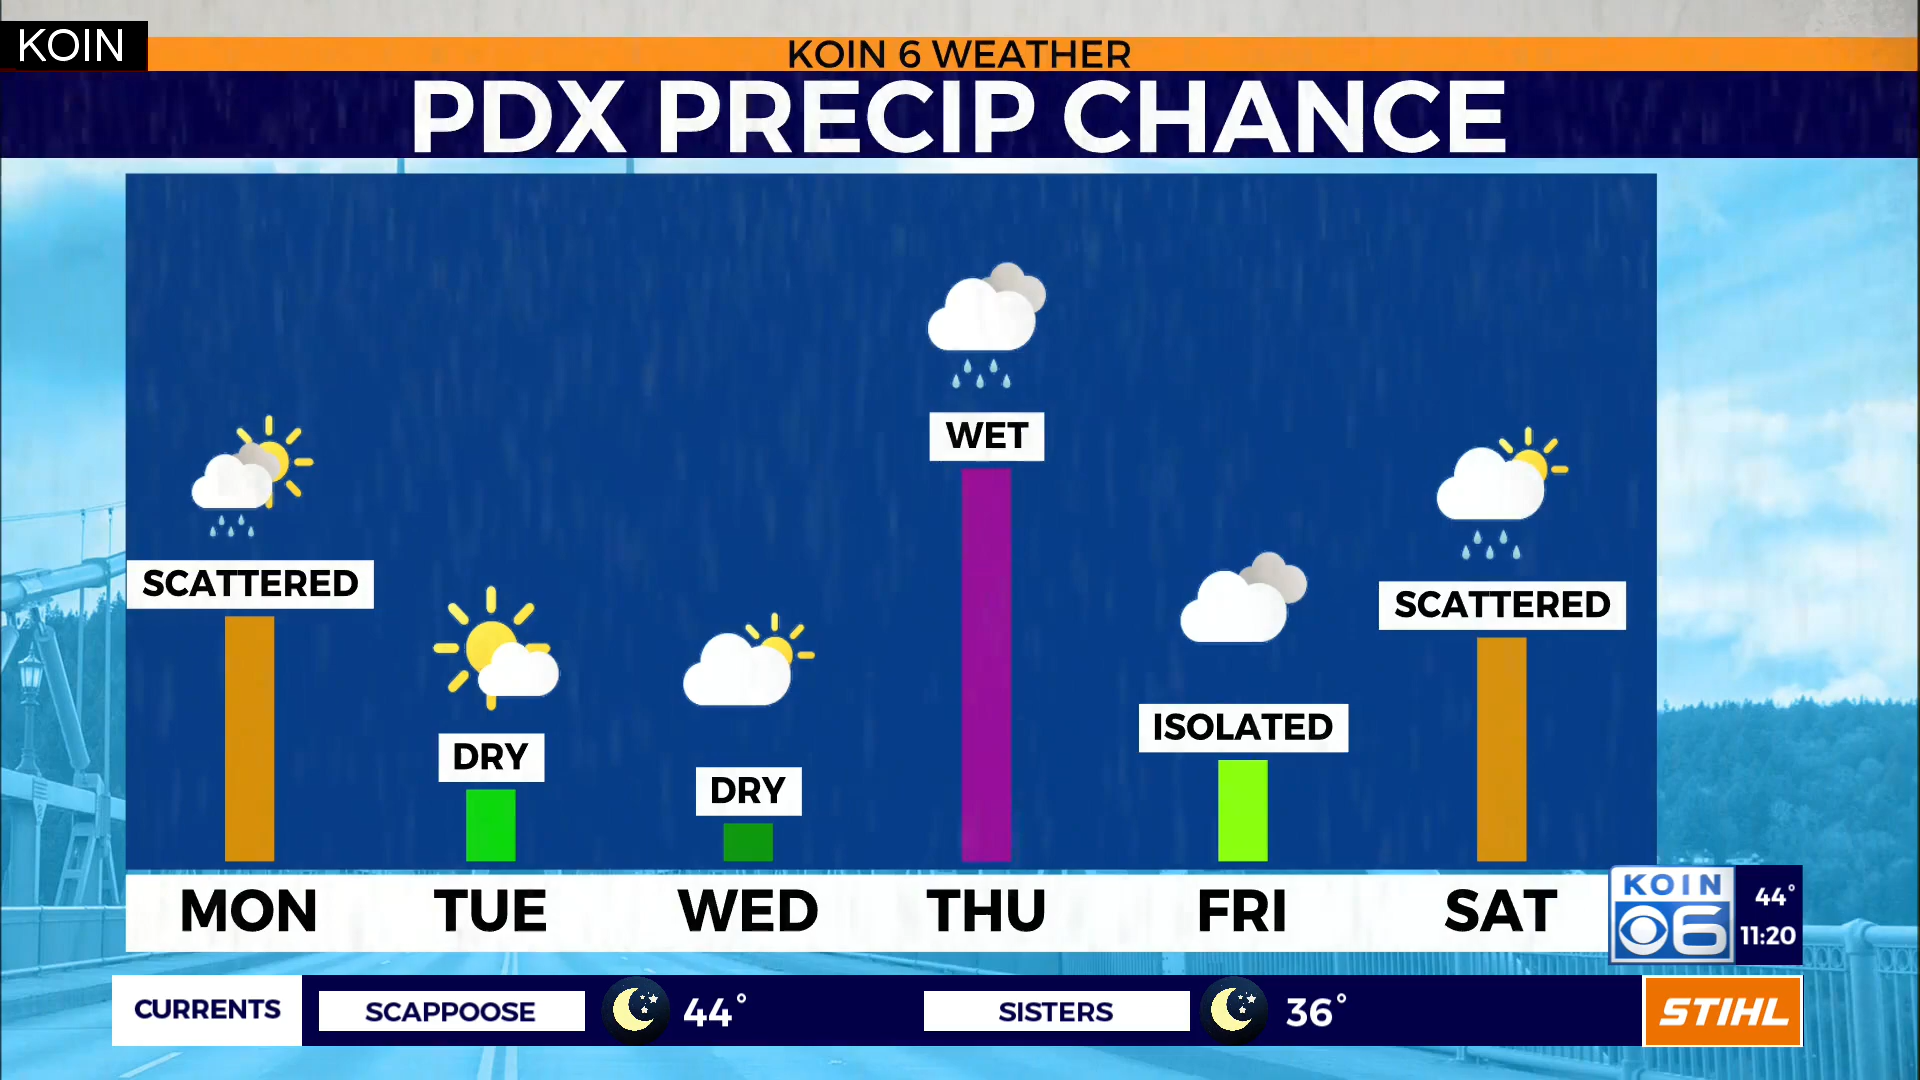 KOIN
KOIN 6 WEATHER
PDX PRECIP CHANCE
WET
SCATTERED
SCATTERED
ISOLATED
DRY
DRY
MON TUE WED THU FRI SAT
KOIN 6
44°
11:20
CURRENTS SCAPPOOSE 44° SISTERS 36° STIHL